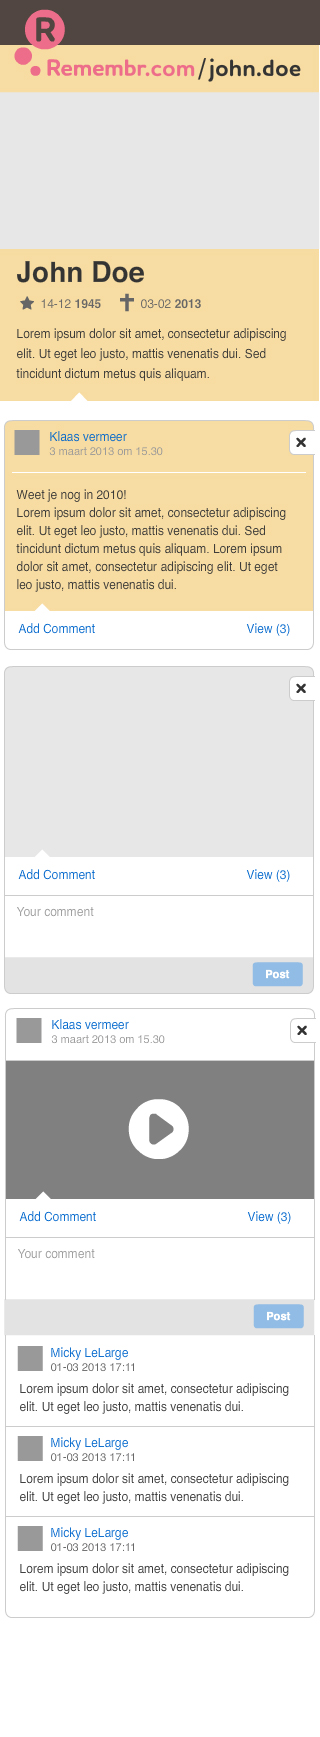 R
Remembr.com/john.doe
John Doe
14-12 1945 03-02 2013
Lorem ipsum dolor sit amet, consectetur adipiscing
elit. Ut eget leo justo, mattis venenatis dui. Sed
tincidunt dictum metus quis aliquam.
Klaas vermeer
3 maart 2013 om 15.30
Weet je nog in 2010!
Lorem ipsum dolor sit amet, consectetur adipiscing
elit. Ut eget leo justo, mattis venenatis dui. Sed
tincidunt dictum metus quis aliquam. Lorem ipsum
dolor sit amet, consectetur adipiscing elit. Ut eget
leo justo, mattis venenatis dui.
Add Comment View (3)
Add Comment View (3)
Your comment
Post
Klaas vermeer
3 maart 2013 om 15.30
Add Comment View (3)
Your comment
Post
Micky LeLarge
01-03 2013 17:11
Lorem ipsum dolor sit amet, consectetur adipiscing
elit. Ut eget leo justo, mattis venenatis dui.
Micky LeLarge
01-03 2013 17:11
Lorem ipsum dolor sit amet, consectetur adipiscing
elit. Ut eget leo justo, mattis venenatis dui.
Micky LeLarge
01-03 2013 17:11
Lorem ipsum dolor sit amet, consectetur adipiscing
elit. Ut eget leo justo, mattis venenatis dui.